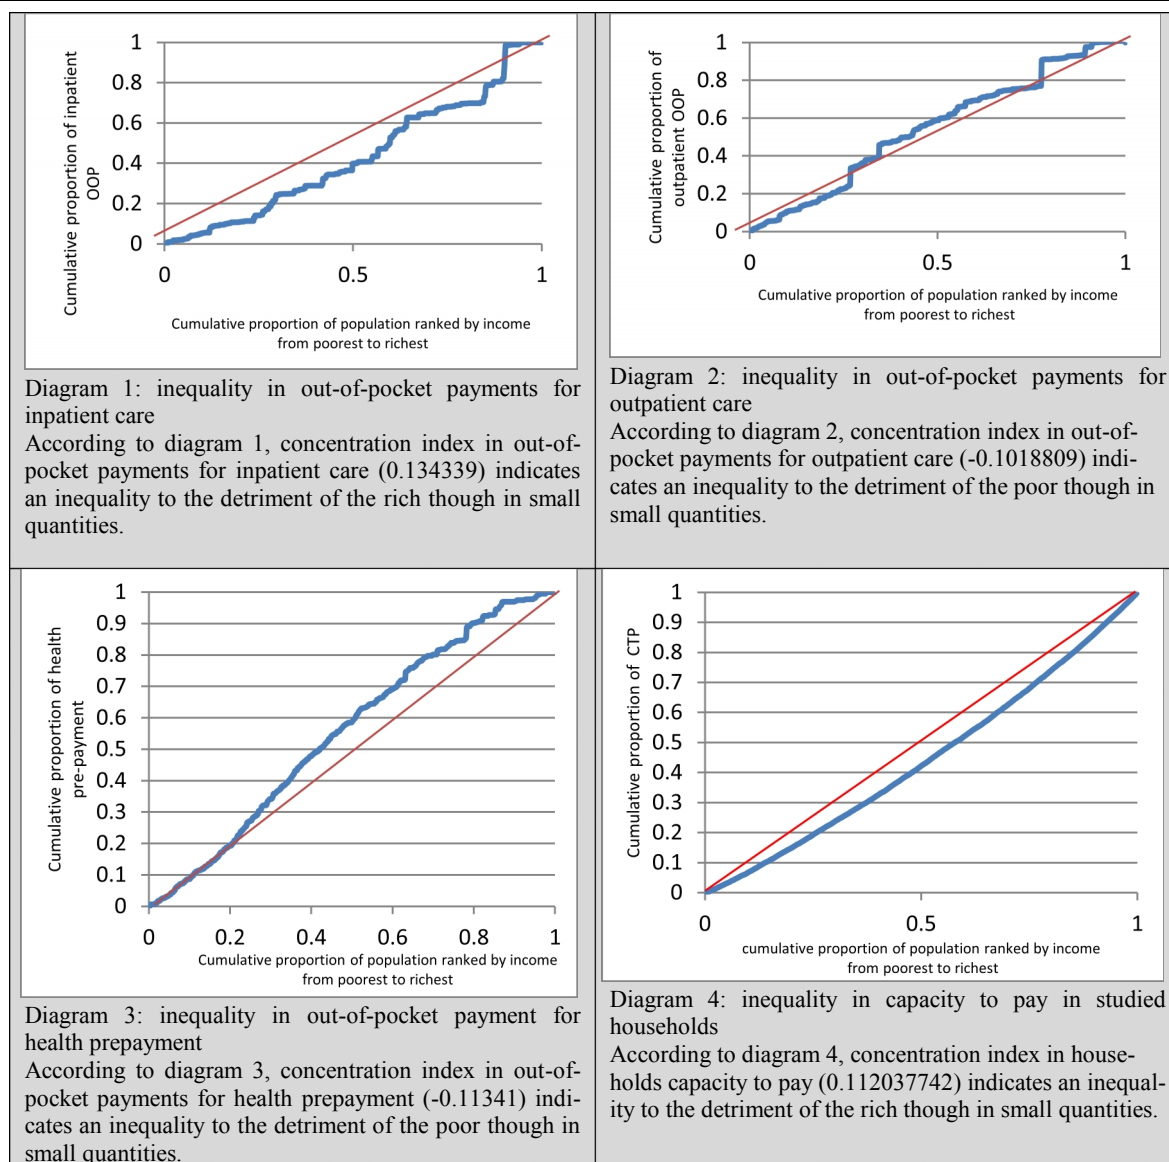 Cumulative proportion of inpatient
OOP
1
0.8
0.6
0.4
0.2
0
0
0.5
1
Cumulative proportion of population ranked by income
from poorest to richest
Diagram 1: inequality in out-of-pocket payments for
inpatient care
According to diagram 1, concentration index in out-of-
pocket payments for inpatient care (0.134339) indicates
an inequality to the detriment of the rich though in small
quantities.
Cumulative proportion of
outpatient OOP
1
0.8
0.6
0.4
0.2
0
0
0.5
1
Cumulative proportion of population ranked by income
from poorest to richest
Diagram 2: inequality in out-of-pocket payments for
outpatient care
According to diagram 2, concentration index in out-of-
pocket payments for outpatient care (-0.1018809) indi-
cates an inequality to the detriment of the poor though in
small quantities.
Cumulative proportion of health
pre-payment
1
0.9
0.8
0.7
0.6
0.5
0.4
0.3
0.2
0.1
0
0
0.2
0.4
0.6
0.8
1
Cumulative proportion of population ranked by income
from poorest to richest
Diagram 3: inequality in out-of-pocket payment for
health prepayment
According to diagram 3, concentration index in out-of-
pocket payments for health prepayment (-0.11341) indi-
cates an inequality to the detriment of the poor though in
small quantities.
Cumulative proportion of CTP
1
0.9
0.8
0.7
0.6
0.5
0.4
0.3
0.2
0.1
0
0
0.5
1
cumulative proportion of population ranked by income
from poorest to richest
Diagram 4: inequality in capacity to pay in studied
households
According to diagram 4, concentration index in house-
holds capacity to pay (0.112037742) indicates an inequal-
ity to the detriment of the rich though in small quantities.